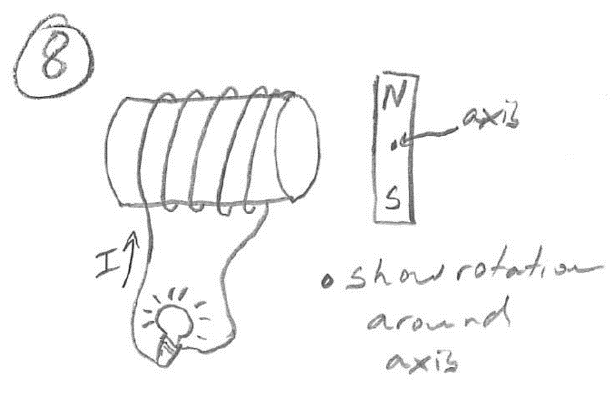 8
N
axis
S
I
• show rotation
around
axis